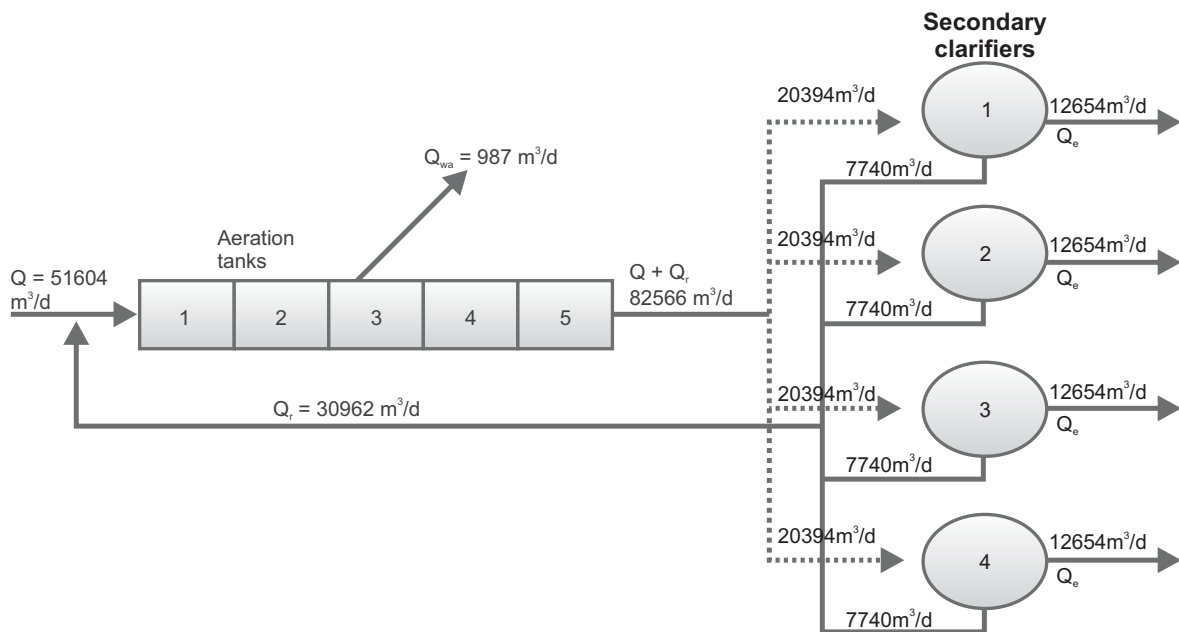 Secondary
clarifiers
20394m³/d
1
12654m³/d
Qₑ
7740m³/d
Q_wa = 987 m³/d
Aeration
tanks
20394m³/d
2
12654m³/d
Qₑ
7740m³/d
Q = 51604
m³/d
1 2 3 4 5
Q + Qᵣ
82566 m³/d
Qᵣ = 30962 m³/d
20394m³/d
3
12654m³/d
Qₑ
7740m³/d
20394m³/d
4
12654m³/d
Qₑ
7740m³/d